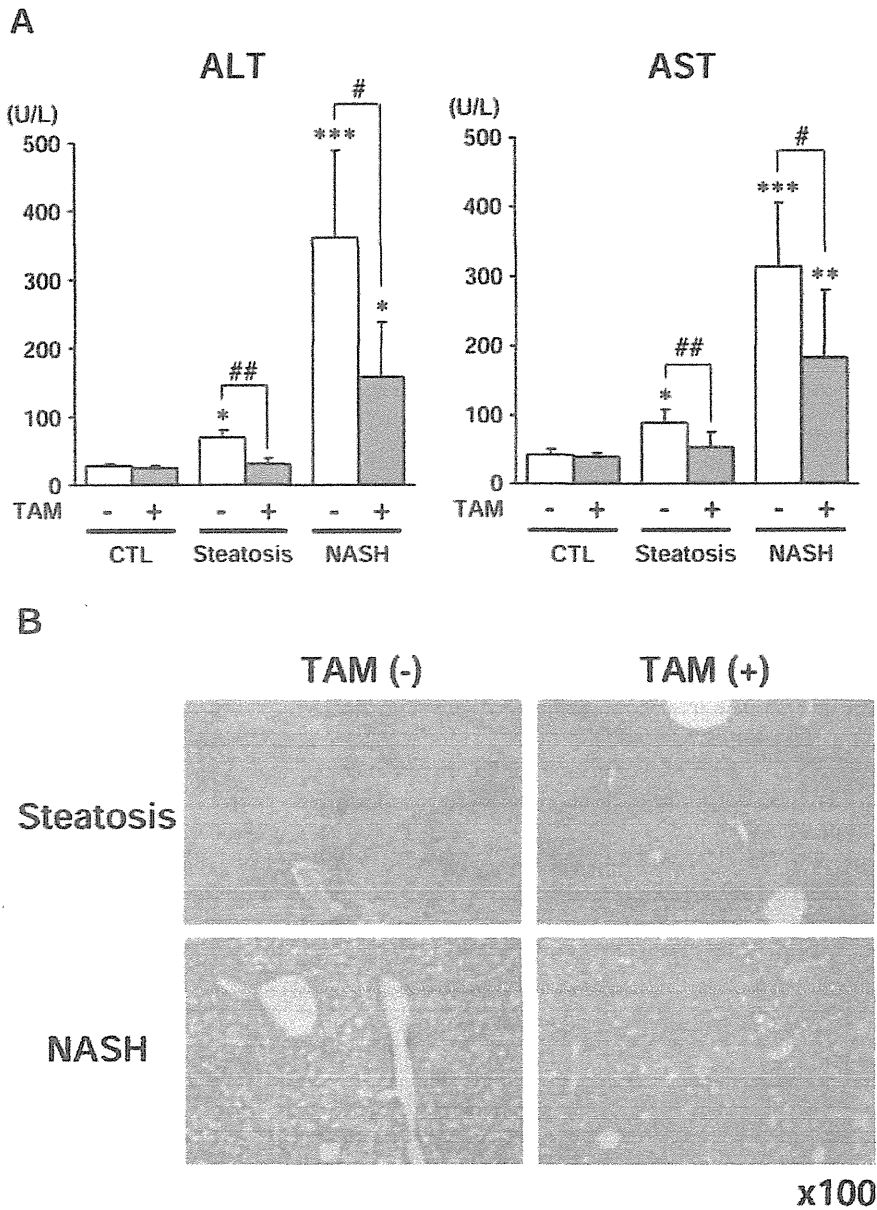 A
ALT
(U/L)
500
400
300
200
100
0
*
##
***
#
*
TAM - + - + - +
CTL Steatosis NASH
AST
500
400
300
200
100
0
*
##
***
#
**
TAM - + - + - +
CTL Steatosis NASH
B
TAM (-) TAM (+)
Steatosis
NASH
x100